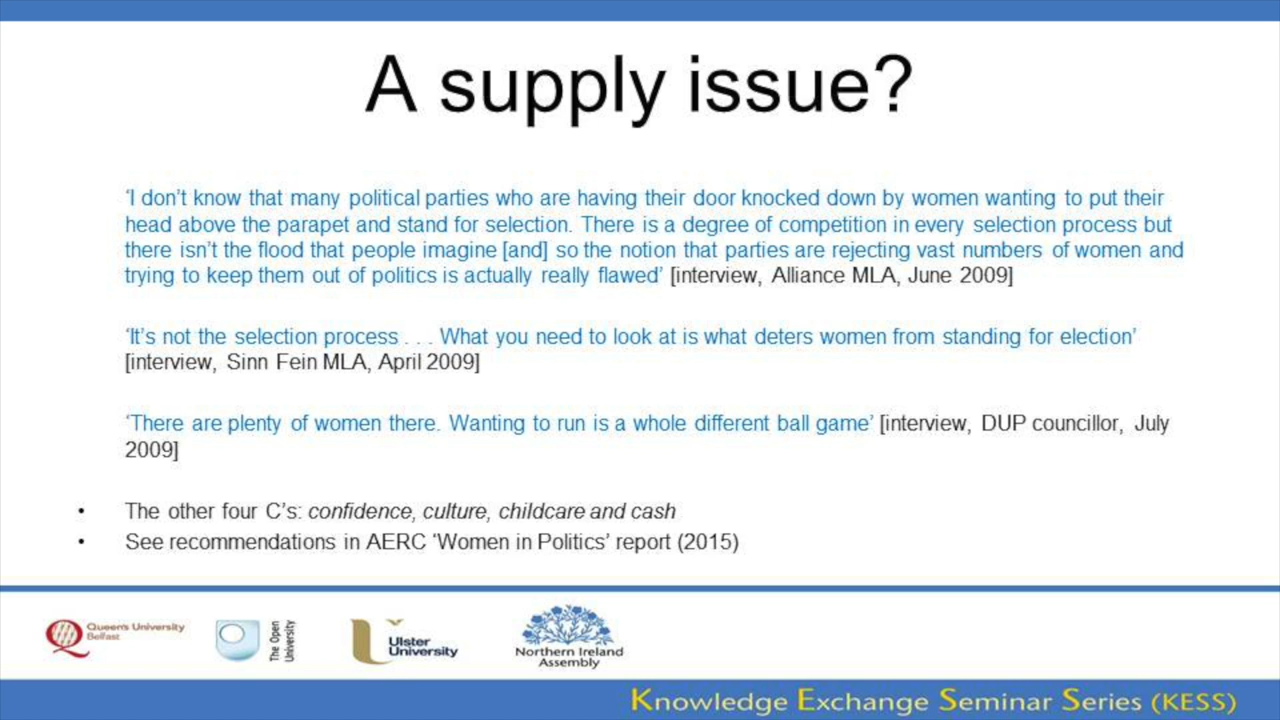 A supply issue?
‘I don’t know that many political parties who are having their door knocked down by women wanting to put their
head above the parapet and stand for selection. There is a degree of competition in every selection process but
there isn’t the flood that people imagine [and] so the notion that parties are rejecting vast numbers of women and
trying to keep them out of politics is actually really flawed’ [interview, Alliance MLA, June 2009]
‘It’s not the selection process . . . What you need to look at is what deters women from standing for election’
[interview, Sinn Fein MLA, April 2009]
‘There are plenty of women there. Wanting to run is a whole different ball game’ [interview, DUP councillor, July
2009]
• The other four C’s: confidence, culture, childcare and cash
• See recommendations in AERC ‘Women in Politics’ report (2015)
Queen's University
Belfast
The Open
University
Ulster
University
Northern Ireland
Assembly
Knowledge Exchange Seminar Series (KESS)